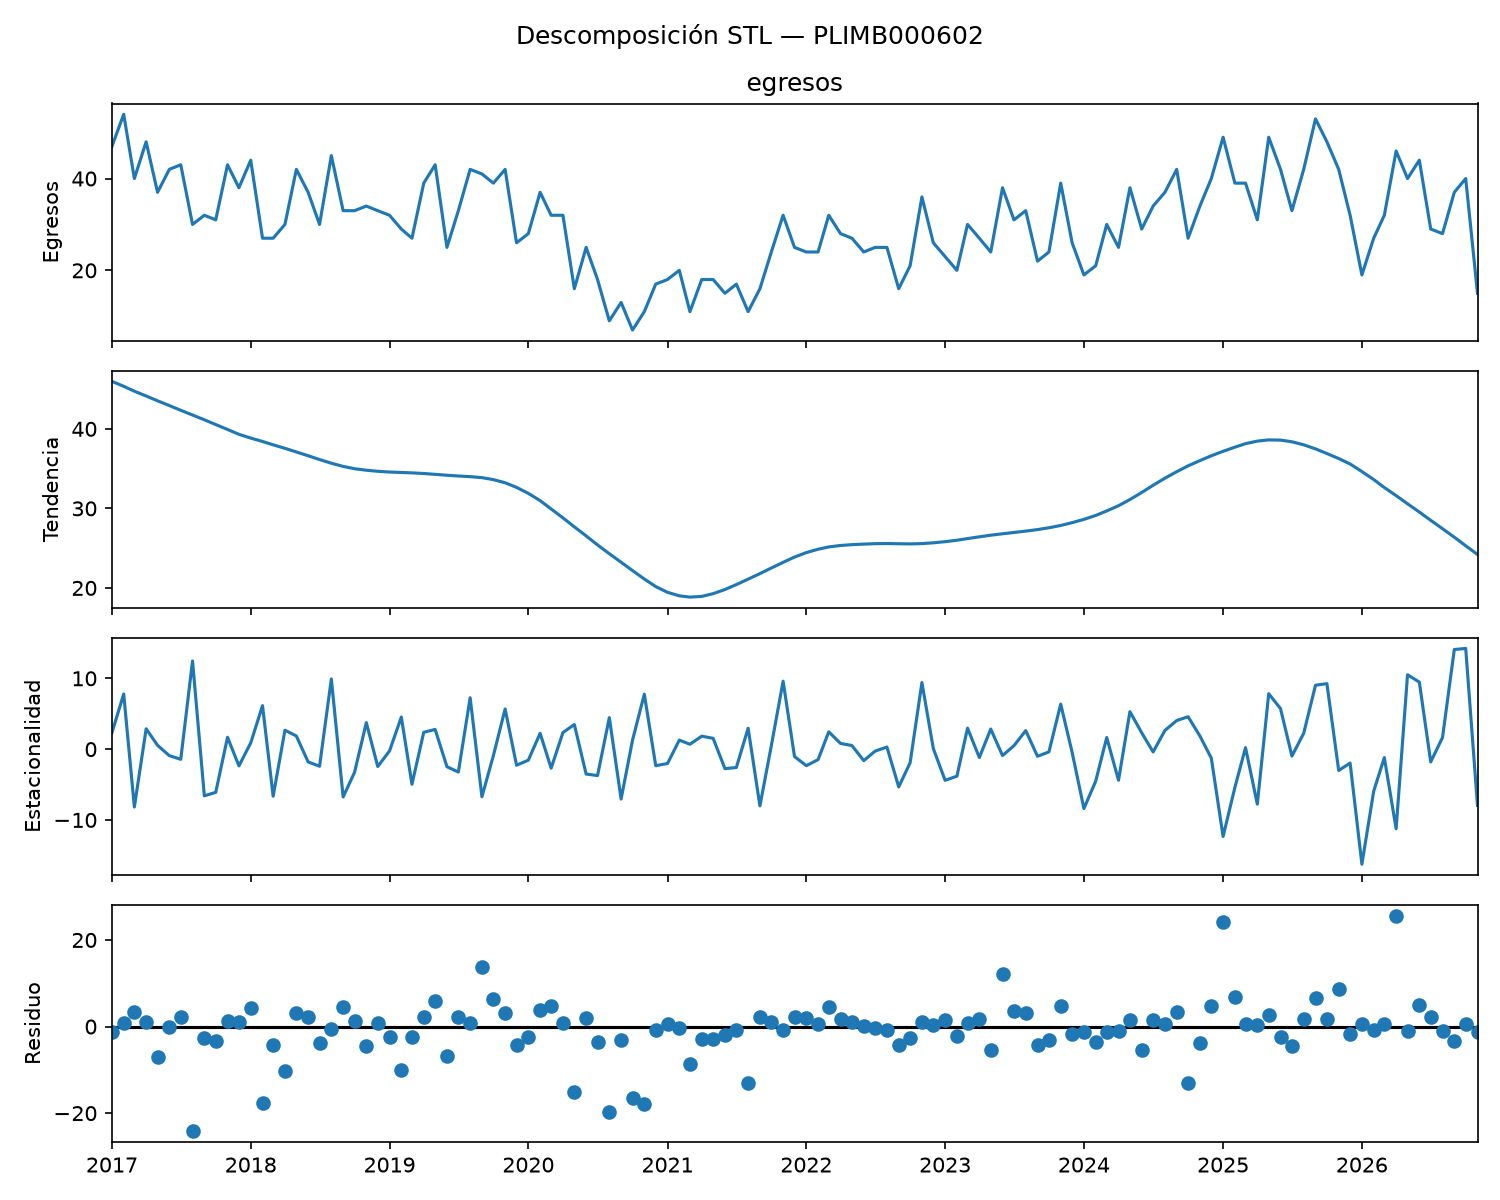 Descomposición STL — PLIMB000602
egresos
Egresos
40
20
Tendencia
40
30
20
Estacionalidad
10
0
−10
Residuo
20
0
−20
2017 2018 2019 2020 2021 2022 2023 2024 2025 2026